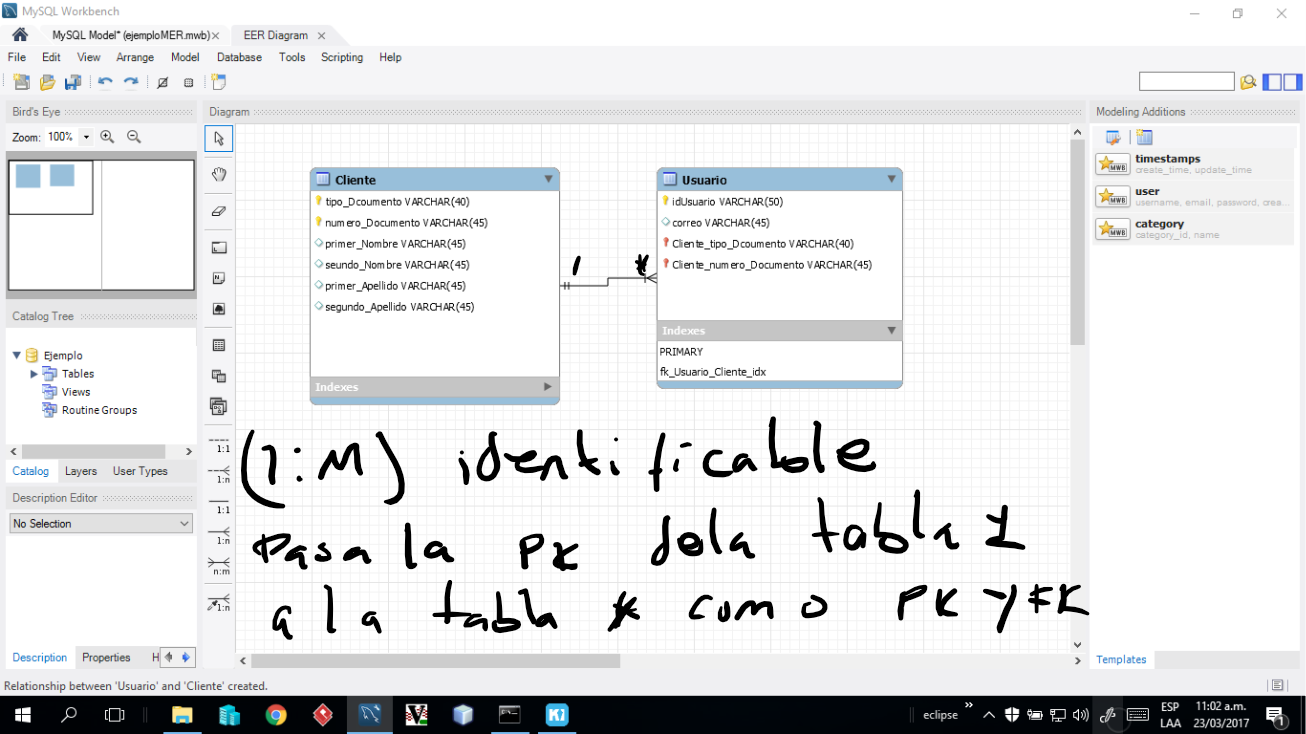 MySQL Workbench
MySQL Model* (ejemploMER.mwb) ×
EER Diagram ×
File Edit View Arrange Model Database Tools Scripting Help
Bird's Eye
Zoom: 100%
Diagram
Cliente
tipo_Dcoumento VARCHAR(40)
numero_Documento VARCHAR(45)
primer_Nombre VARCHAR(45)
seundo_Nombre VARCHAR(45)
primer_Apellido VARCHAR(45)
segundo_Apellido VARCHAR(45)
Indexes
1 *
Usuario
idUsuario VARCHAR(50)
correo VARCHAR(45)
Cliente_tipo_Dcoumento VARCHAR(40)
Cliente_numero_Documento VARCHAR(45)
Indexes
PRIMARY
fk_Usuario_Cliente_idx
(1:M) identificable
Pasa la PK dela tabla 1
a la tabla * como PK y FK
Modeling Additions
timestamps
create_time, update_time
user
username, email, password, crea...
category
category_id, name
Templates
Catalog Tree
Ejemplo
Tables
Views
Routine Groups
Catalog Layers User Types
Description Editor
No Selection
Description Properties H
1:1
1:n
1:1
1:n
n:m
1:n
Relationship between 'Usuario' and 'Cliente' created.
eclipse
ESP
LAA
11:02 a.m.
23/03/2017
1